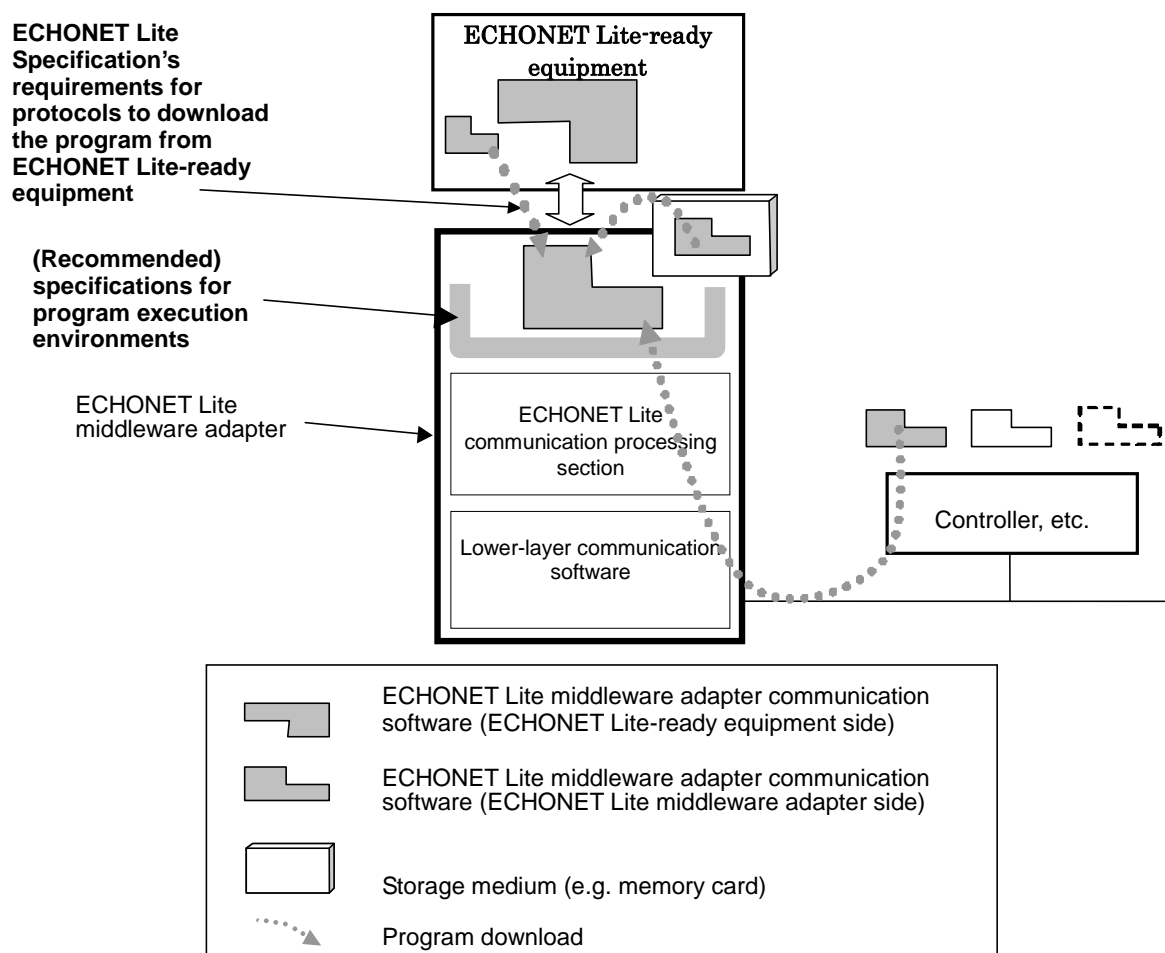 ECHONET Lite
Specification's
requirements for
protocols to download
the program from
ECHONET Lite-ready
equipment
ECHONET Lite-ready
equipment
(Recommended)
specifications for
program execution
environments
ECHONET Lite
middleware adapter
ECHONET Lite
communication processing
section
Lower-layer communication
software
Controller, etc.
ECHONET Lite middleware adapter communication
software (ECHONET Lite-ready equipment side)
ECHONET Lite middleware adapter communication
software (ECHONET Lite middleware adapter side)
Storage medium (e.g. memory card)
Program download